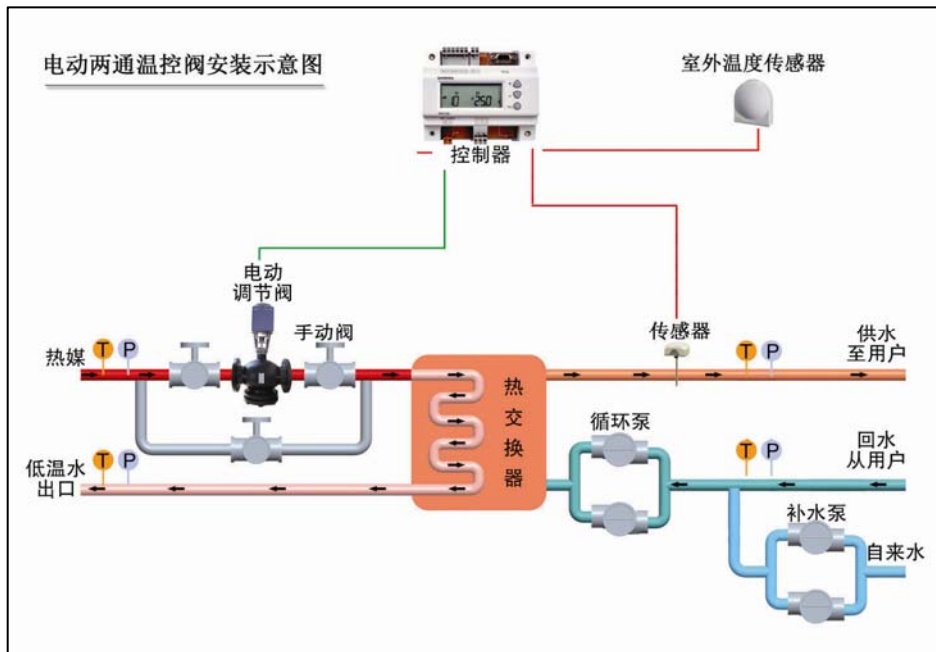 电动两通温控阀安装示意图
室外温度传感器
10 25.0
控制器
电动
调节阀
手动阀
传感器
供水
至用户
热媒
T P
T P
热交换器
循环泵
回水
从用户
低温水
出口
T P
T P
补水泵
自来水